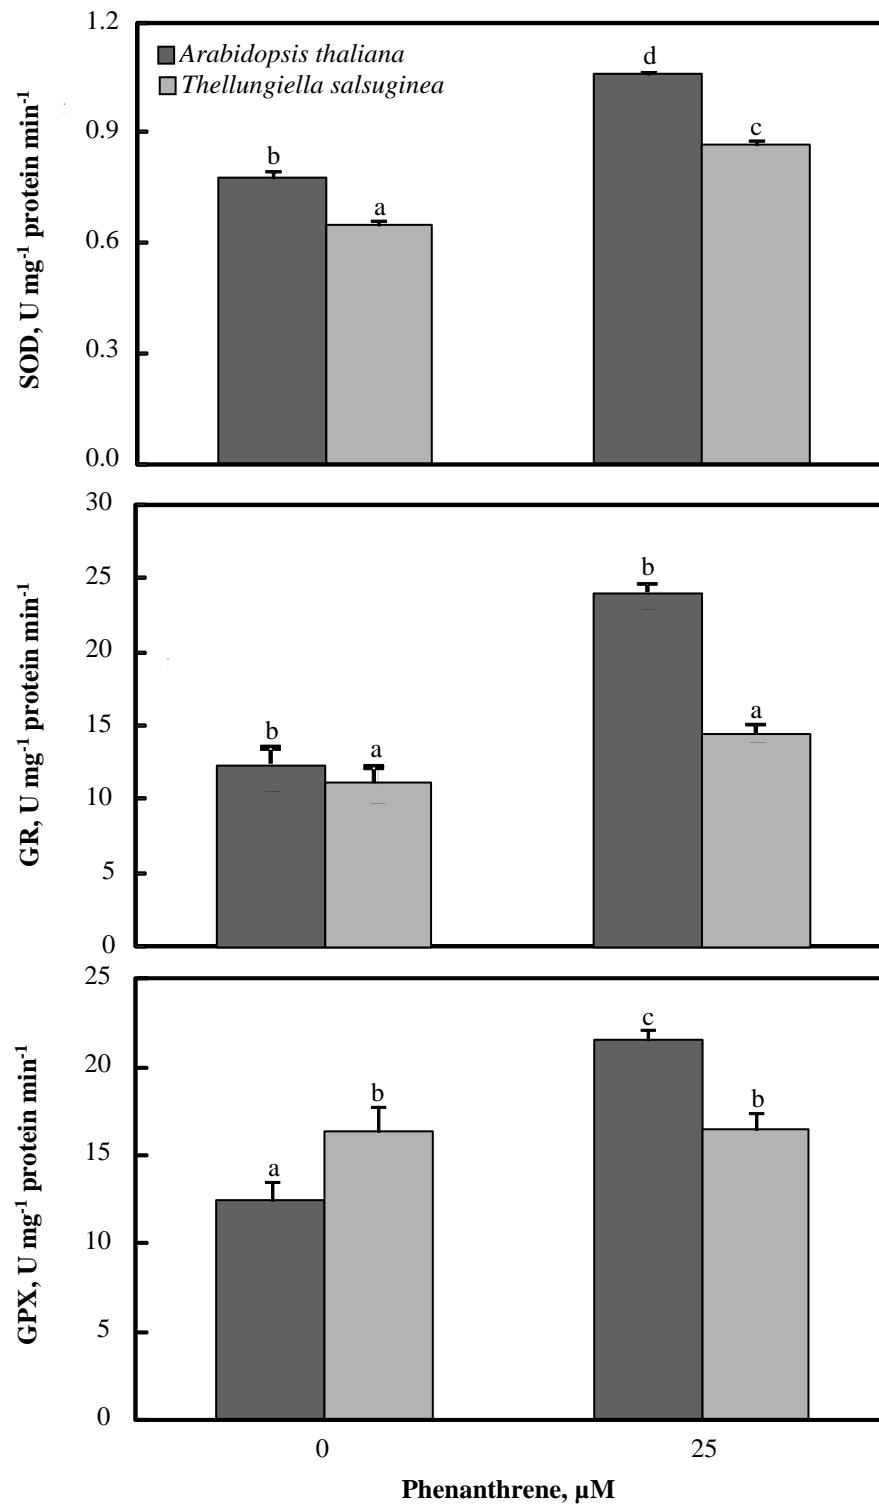 1.2
Arabidopsis thaliana
Thellungiella salsuginea
d
0.9
c
b
a
0.6
0.3
0.0
SOD, U mg⁻¹ protein min⁻¹
30
25
b
20
15
b
a
a
10
5
0
GR, U mg⁻¹ protein min⁻¹
25
c
20
b
b
15
a
10
5
0
GPX, U mg⁻¹ protein min⁻¹
0
25
Phenanthrene, µM